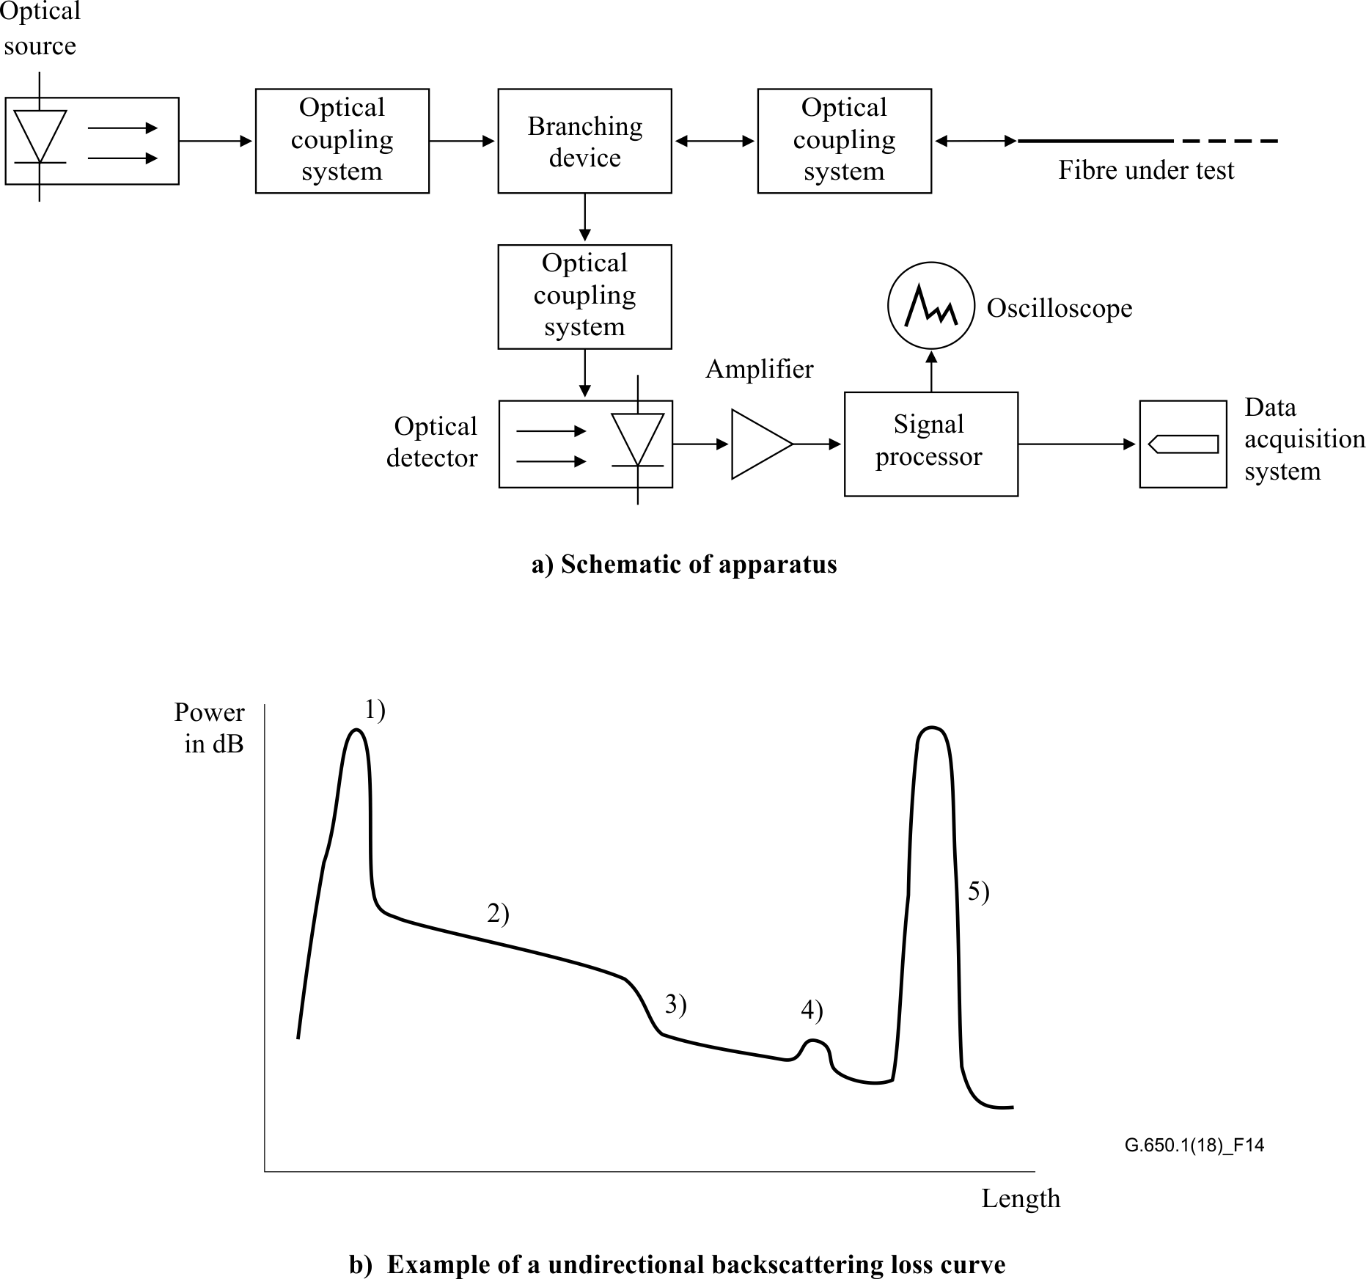 Optical
source
Optical
coupling
system
Branching
device
Optical
coupling
system
Fibre under test
Optical
coupling
system
Oscilloscope
Amplifier
Optical
detector
Signal
processor
Data
acquisition
system
a) Schematic of apparatus
Power
in dB
1)
2)
3)
4)
5)
G.650.1(18)_F14
Length
b) Example of a undirectional backscattering loss curve